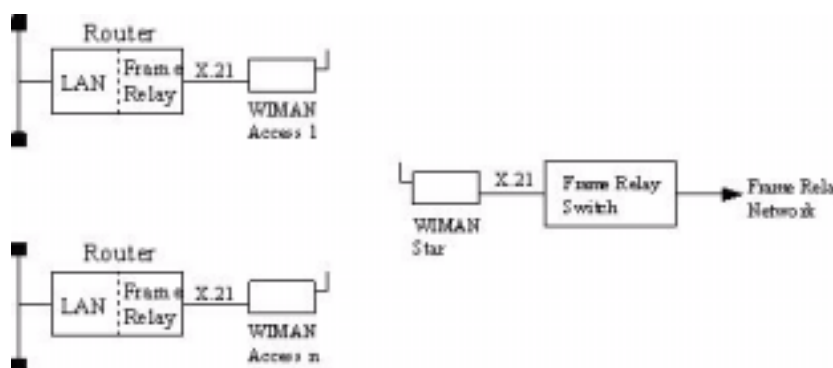 Router
LAN
Frame
Relay
X.21
WIMAN
Access 1
X.21
Frame Relay
Switch
Frame Rela
Network
WIMAN
Star
Router
LAN
Frame
Relay
X.21
WIMAN
Access n